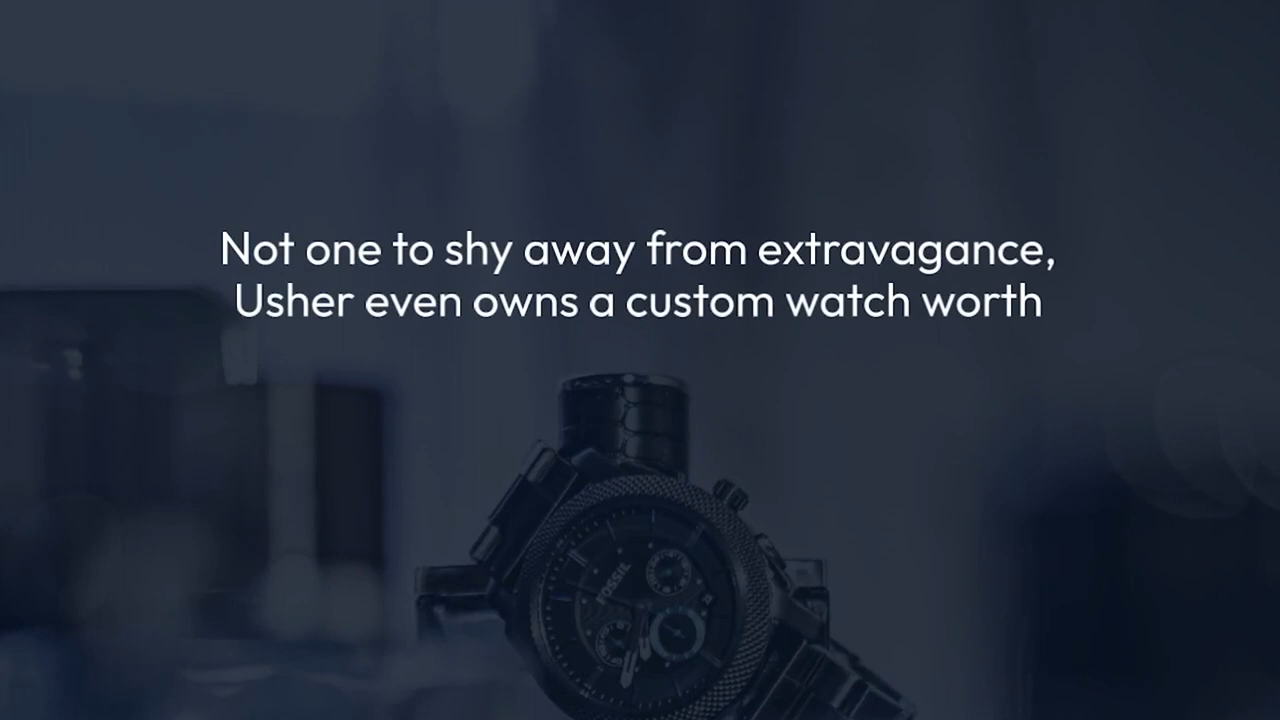 Not one to shy away from extravagance,
Usher even owns a custom watch worth
FOSSIL